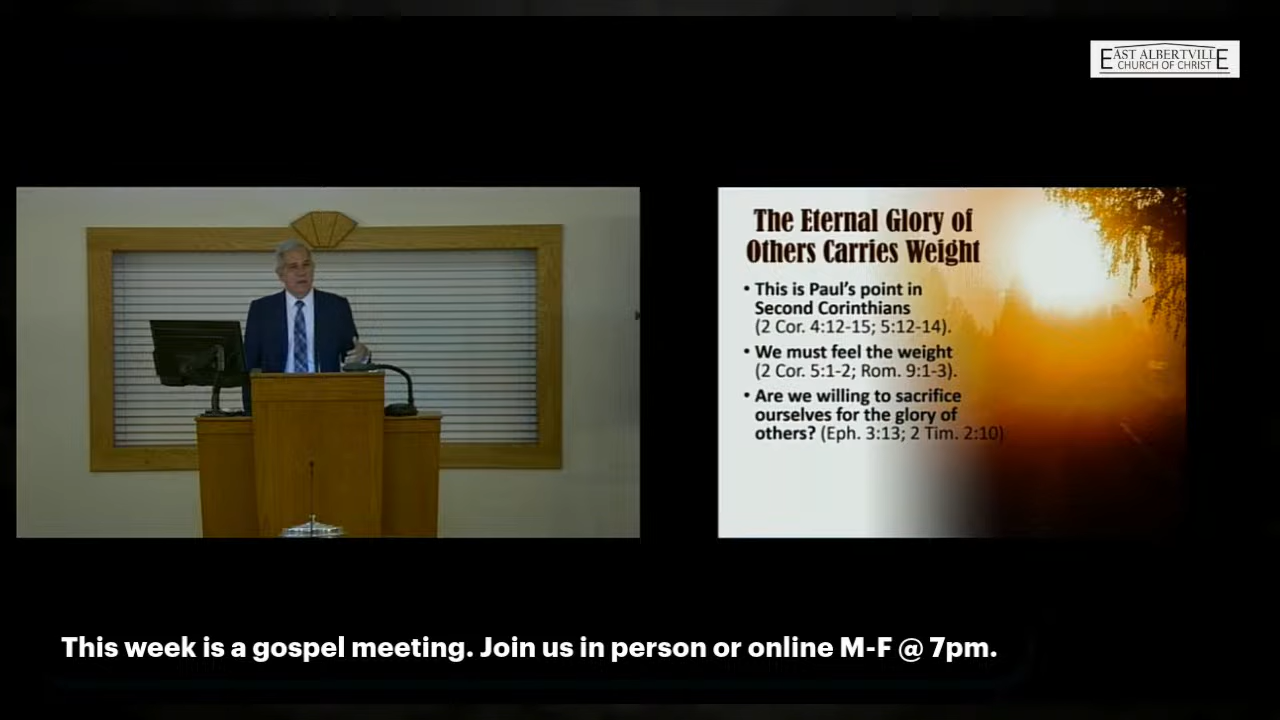 EAST ALBERTVILLE
CHURCH OF CHRIST
The Eternal Glory of
Others Carries Weight
• This is Paul's point in
Second Corinthians
(2 Cor. 4:12-15; 5:12-14).
• We must feel the weight
(2 Cor. 5:1-2; Rom. 9:1-3).
• Are we willing to sacrifice
ourselves for the glory of
others? (Eph. 3:13; 2 Tim. 2:10)
This week is a gospel meeting. Join us in person or online M-F @ 7pm.